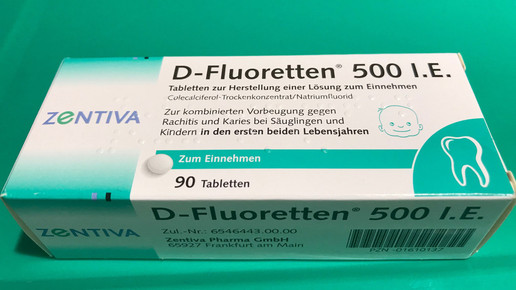 D-Fluoretten® 500 I.E.
Tabletten zur Herstellung einer Lösung zum Einnehmen
Colecalciferol-Trockenkonzentrat/Natriumfluorid
ZENTIVA
Zur kombinierten Vorbeugung gegen
Rachitis und Karies bei Säuglingen und
Kindern in den ersten beiden Lebensjahren
Zum Einnehmen
90 Tabletten
D-Fluoretten® 500 I.E.
ZENTIVA
Zul.-Nr.: 6546443.00.00
Zentiva Pharma GmbH
65927 Frankfurt am Main
PZN -01610137